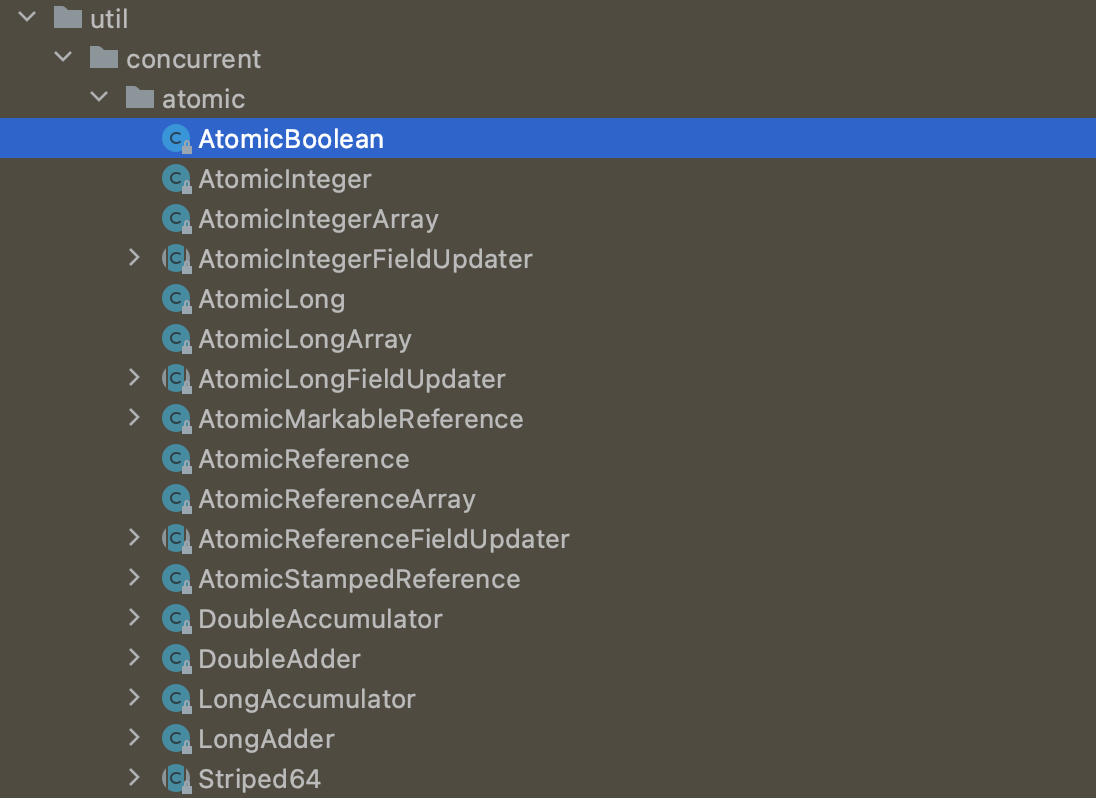 util
concurrent
atomic
AtomicBoolean
AtomicInteger
AtomicIntegerArray
AtomicIntegerFieldUpdater
AtomicLong
AtomicLongArray
AtomicLongFieldUpdater
AtomicMarkableReference
AtomicReference
AtomicReferenceArray
AtomicReferenceFieldUpdater
AtomicStampedReference
DoubleAccumulator
DoubleAdder
LongAccumulator
LongAdder
Striped64